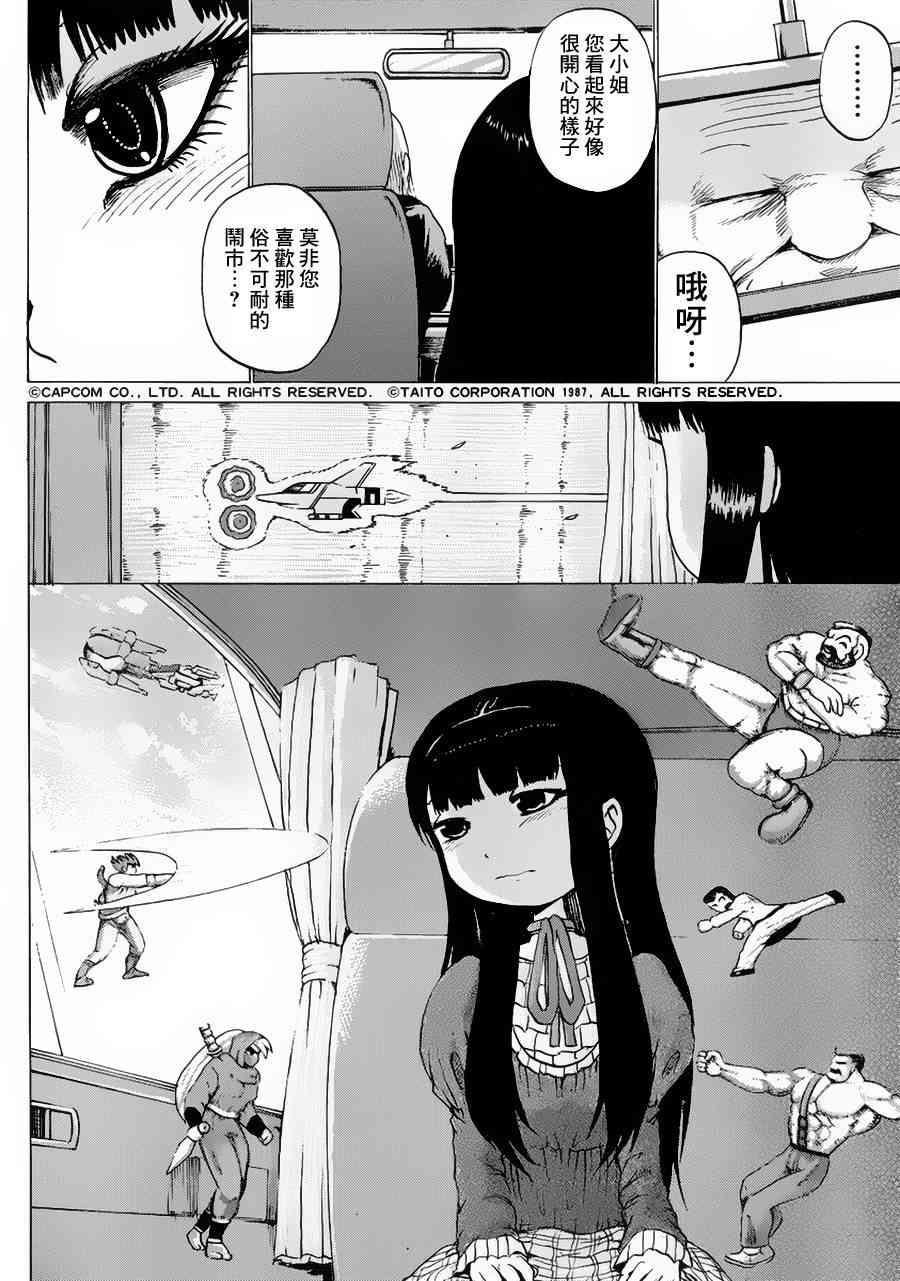 ………
哦呀…
大小姐
您看起來好像
很開心的樣子
莫非您
喜歡那種
俗不可耐的
鬧市…?
©CAPCOM CO., LTD. ALL RIGHTS RESERVED. ©TAITO CORPORATION 1987, ALL RIGHTS RESERVED.